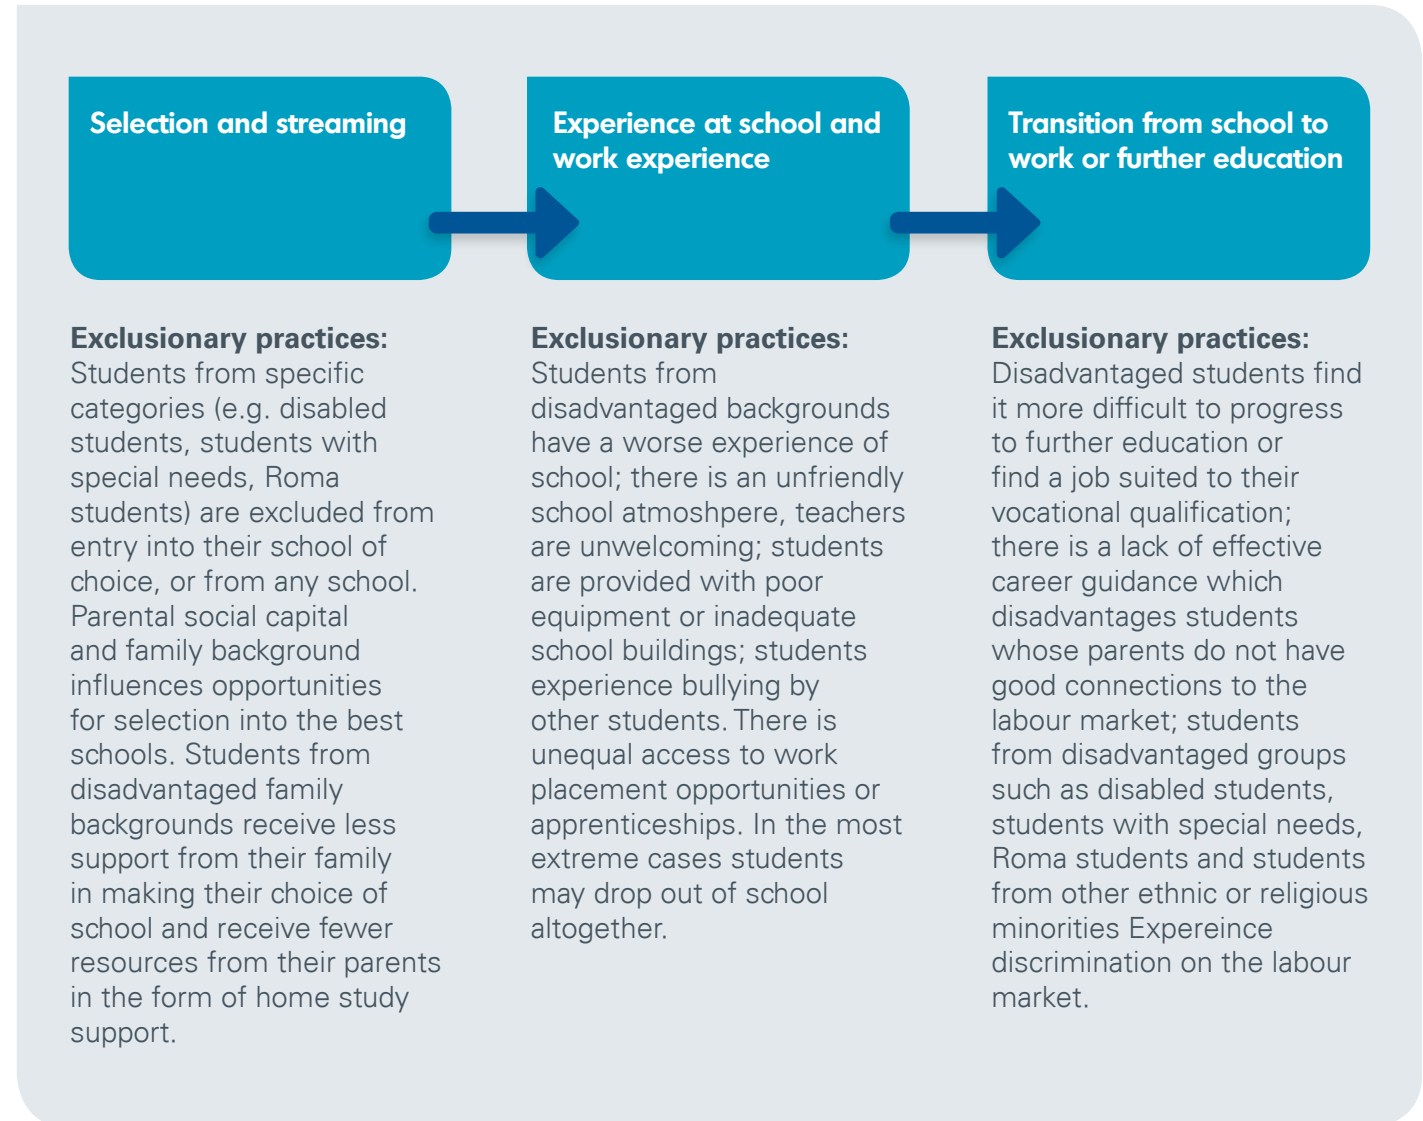 Selection and streaming
Exclusionary practices:
Students from specific
categories (e.g. disabled
students, students with
special needs, Roma
students) are excluded from
entry into their school of
choice, or from any school.
Parental social capital
and family background
influences opportunities
for selection into the best
schools. Students from
disadvantaged family
backgrounds receive less
support from their family
in making their choice of
school and receive fewer
resources from their parents
in the form of home study
support.
Experience at school and
work experience
Exclusionary practices:
Students from
disadvantaged backgrounds
have a worse experience of
school; there is an unfriendly
school atmoshpere, teachers
are unwelcoming; students
are provided with poor
equipment or inadequate
school buildings; students
experience bullying by
other students. There is
unequal access to work
placement opportunities or
apprenticeships. In the most
extreme cases students
may drop out of school
altogether.
Transition from school to
work or further education
Exclusionary practices:
Disadvantaged students find
it more difficult to progress
to further education or
find a job suited to their
vocational qualification;
there is a lack of effective
career guidance which
disadvantages students
whose parents do not have
good connections to the
labour market; students
from disadvantaged groups
such as disabled students,
students with special needs,
Roma students and students
from other ethnic or religious
minorities Expereince
discrimination on the labour
market.